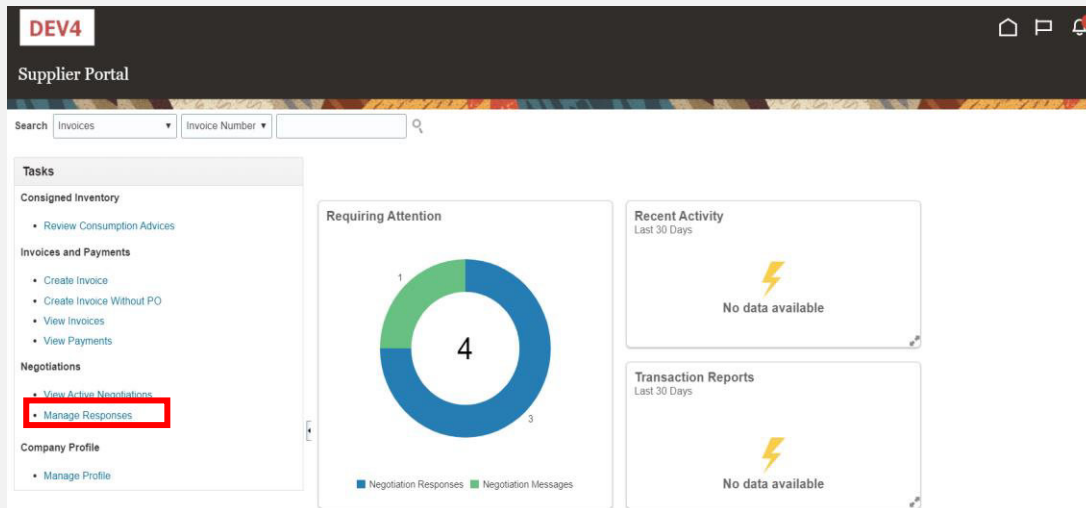 DEV4
Supplier Portal
Search Invoices Invoice Number
Tasks
Consigned Inventory
• Review Consumption Advices
Invoices and Payments
• Create Invoice
• Create Invoice Without PO
• View Invoices
• View Payments
Negotiations
• View Active Negotiations
• Manage Responses
Company Profile
• Manage Profile
Requiring Attention
1
4
3
Negotiation Responses Negotiation Messages
Recent Activity
Last 30 Days
No data available
Transaction Reports
Last 30 Days
No data available